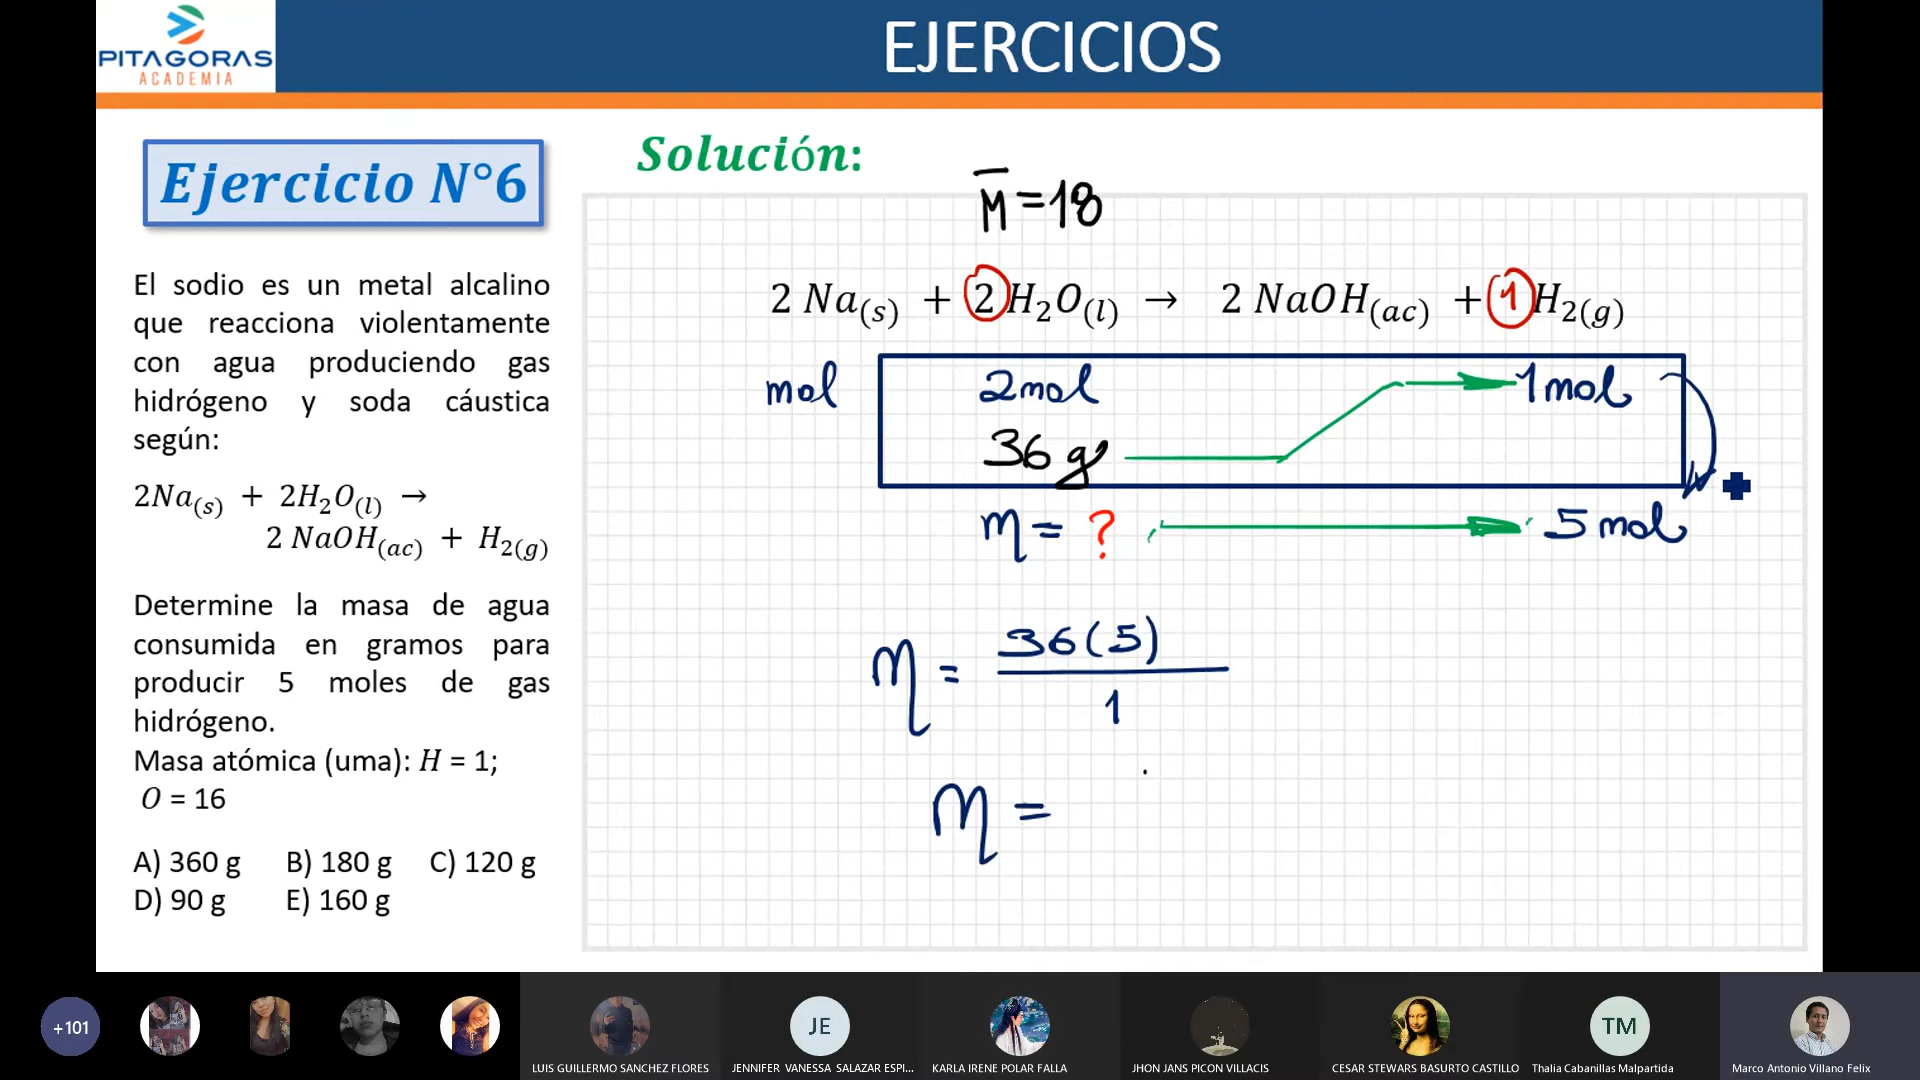 PITAGORAS
ACADEMIA
EJERCICIOS
Ejercicio N°6
El sodio es un metal alcalino
que reacciona violentamente
con agua produciendo gas
hidrógeno y soda cáustica
según:
2Na(s) + 2H₂O(l) →
2 NaOH(ac) + H₂(g)
Determine la masa de agua
consumida en gramos para
producir 5 moles de gas
hidrógeno.
Masa atómica (uma): H = 1;
O = 16
A) 360 g B) 180 g C) 120 g
D) 90 g E) 160 g
Solución:
M̅ = 18
2 Na(s) + 2 H₂O(l) → 2 NaOH(ac) + 1 H₂(g)
mol 2mol 1mol
36 g
m = ? 5 mol
m = 36(5)
1
m =
+101
LUIS GUILLERMO SANCHEZ FLORES
JE
JENNIFER VANESSA SALAZAR ESPI...
KARLA IRENE POLAR FALLA
JHON JANS PICON VILLACIS
CESAR STEWARS BASURTO CASTILLO
TM
Thalia Cabanillas Malpartida
Marco Antonio Villano Felix